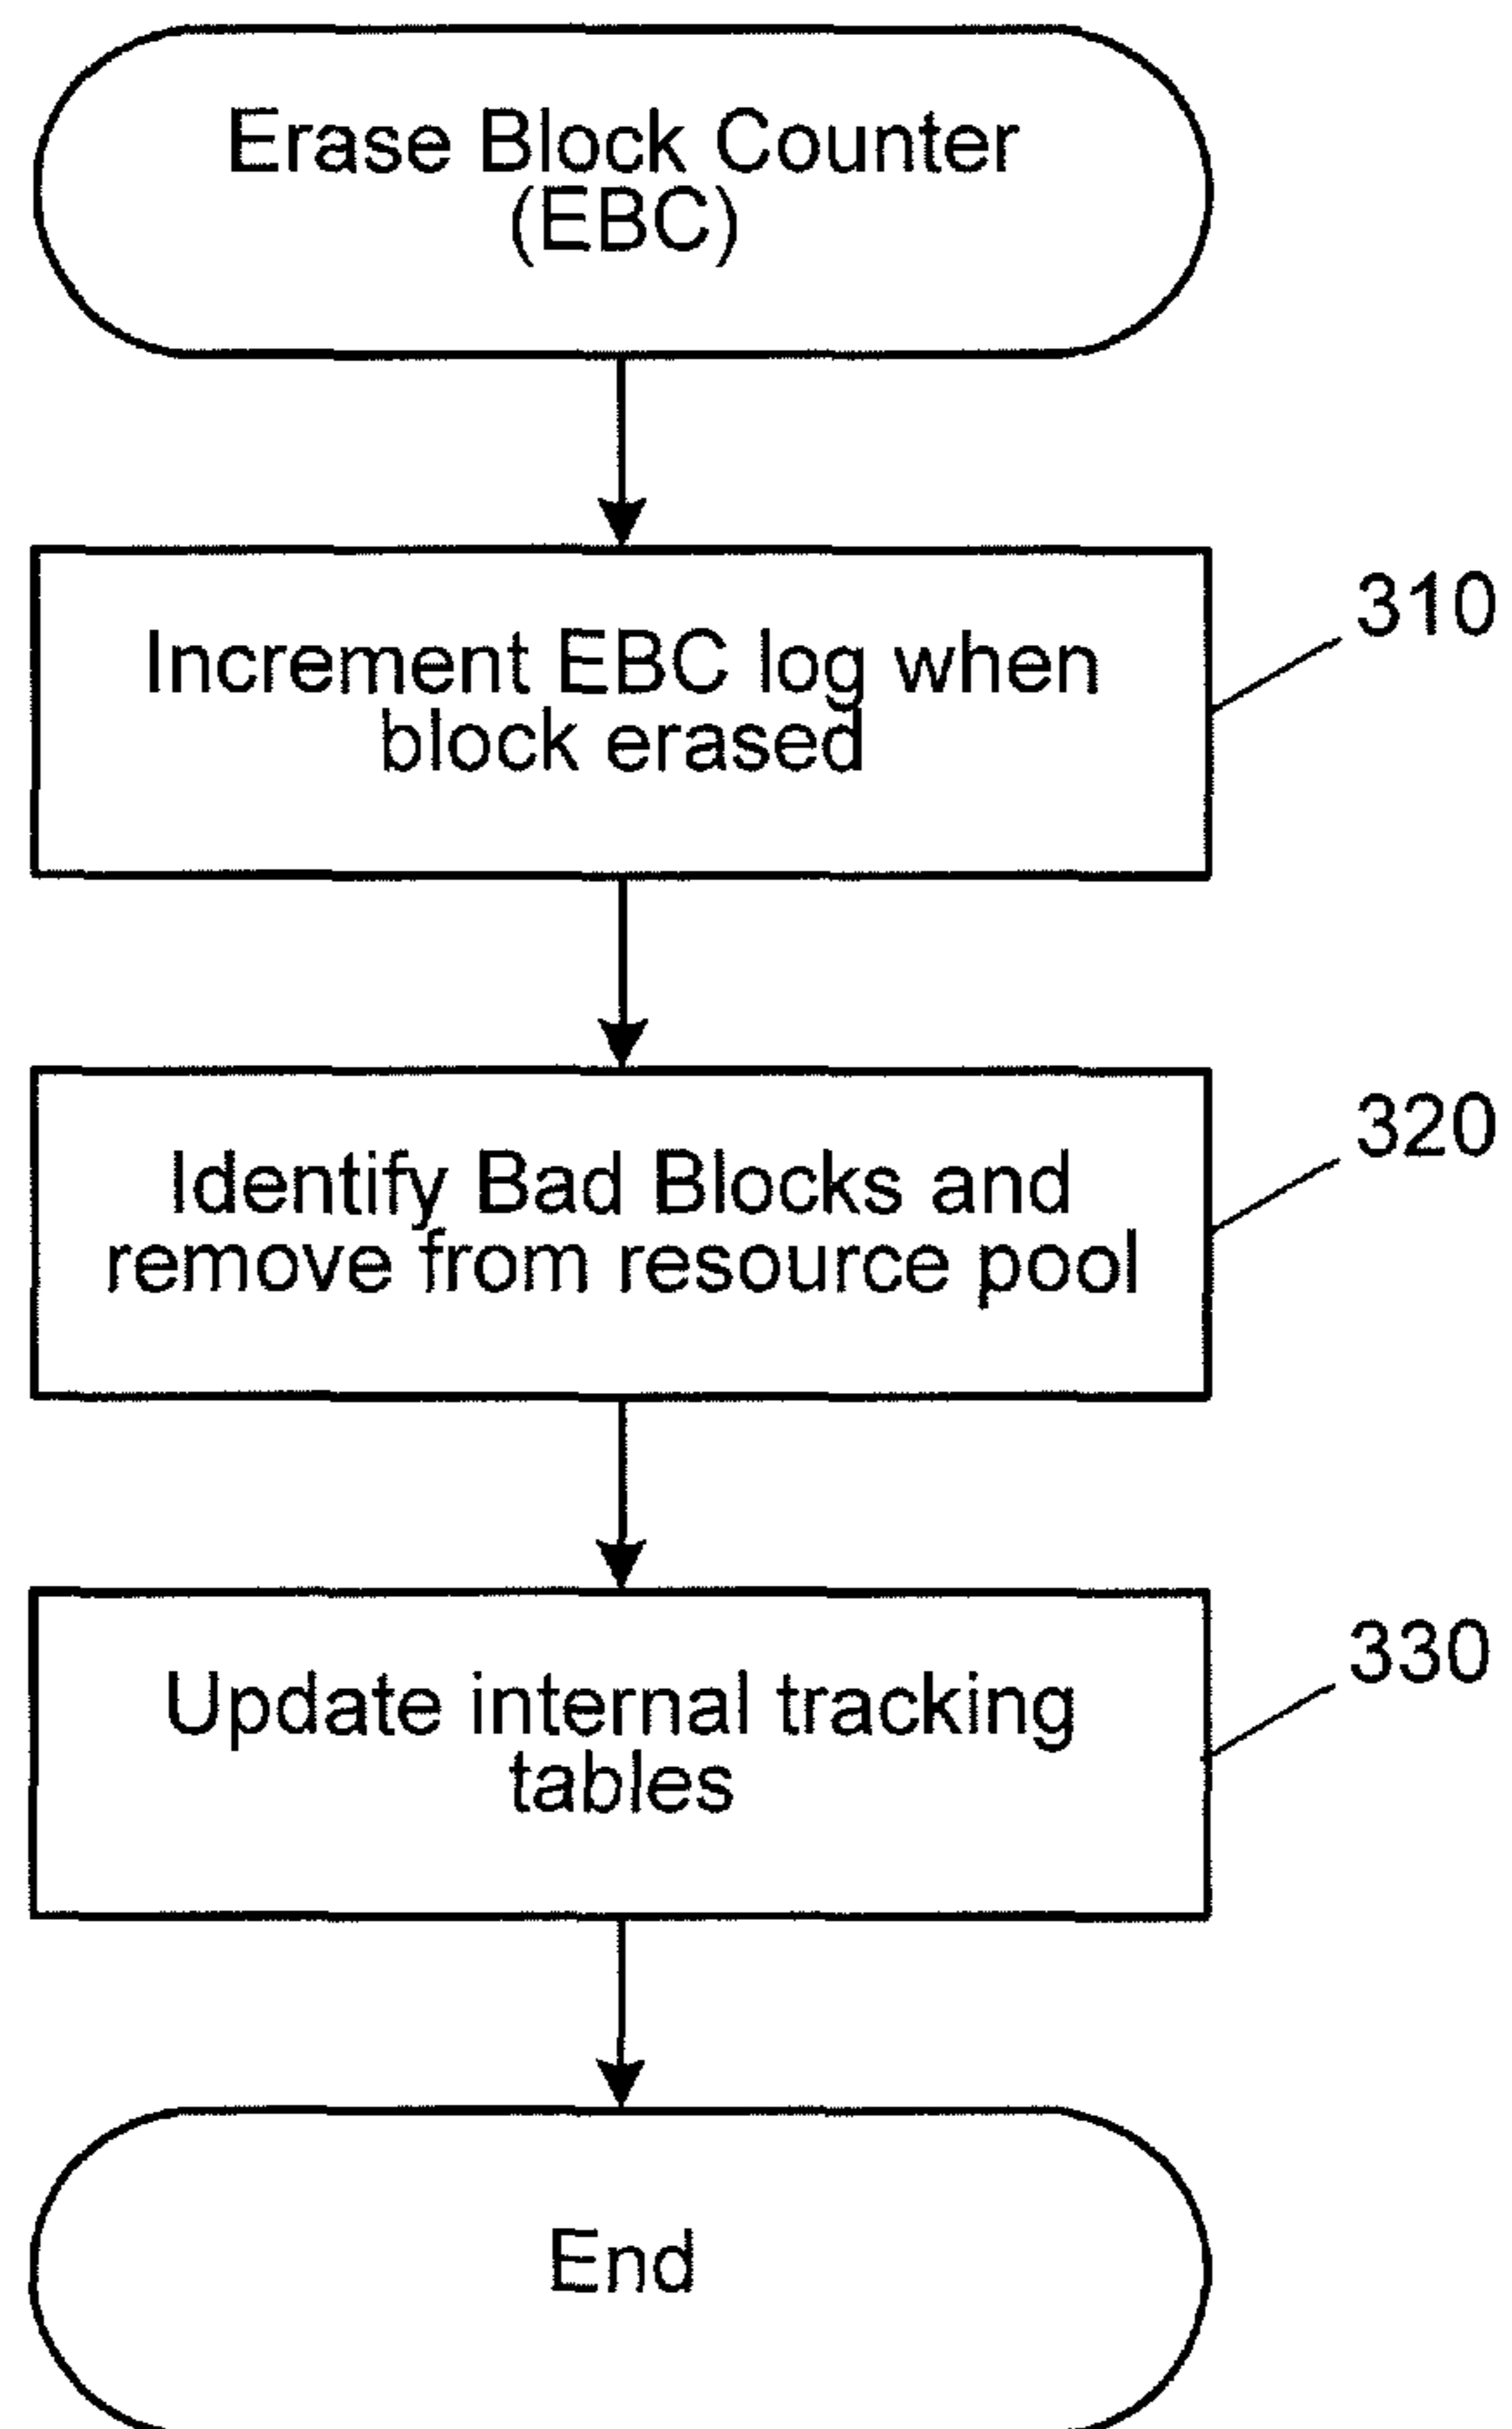 Erase Block Counter
(EBC)
Increment EBC log when
block erased
310
Identify Bad Blocks and
remove from resource pool
320
Update internal tracking
tables
330
End